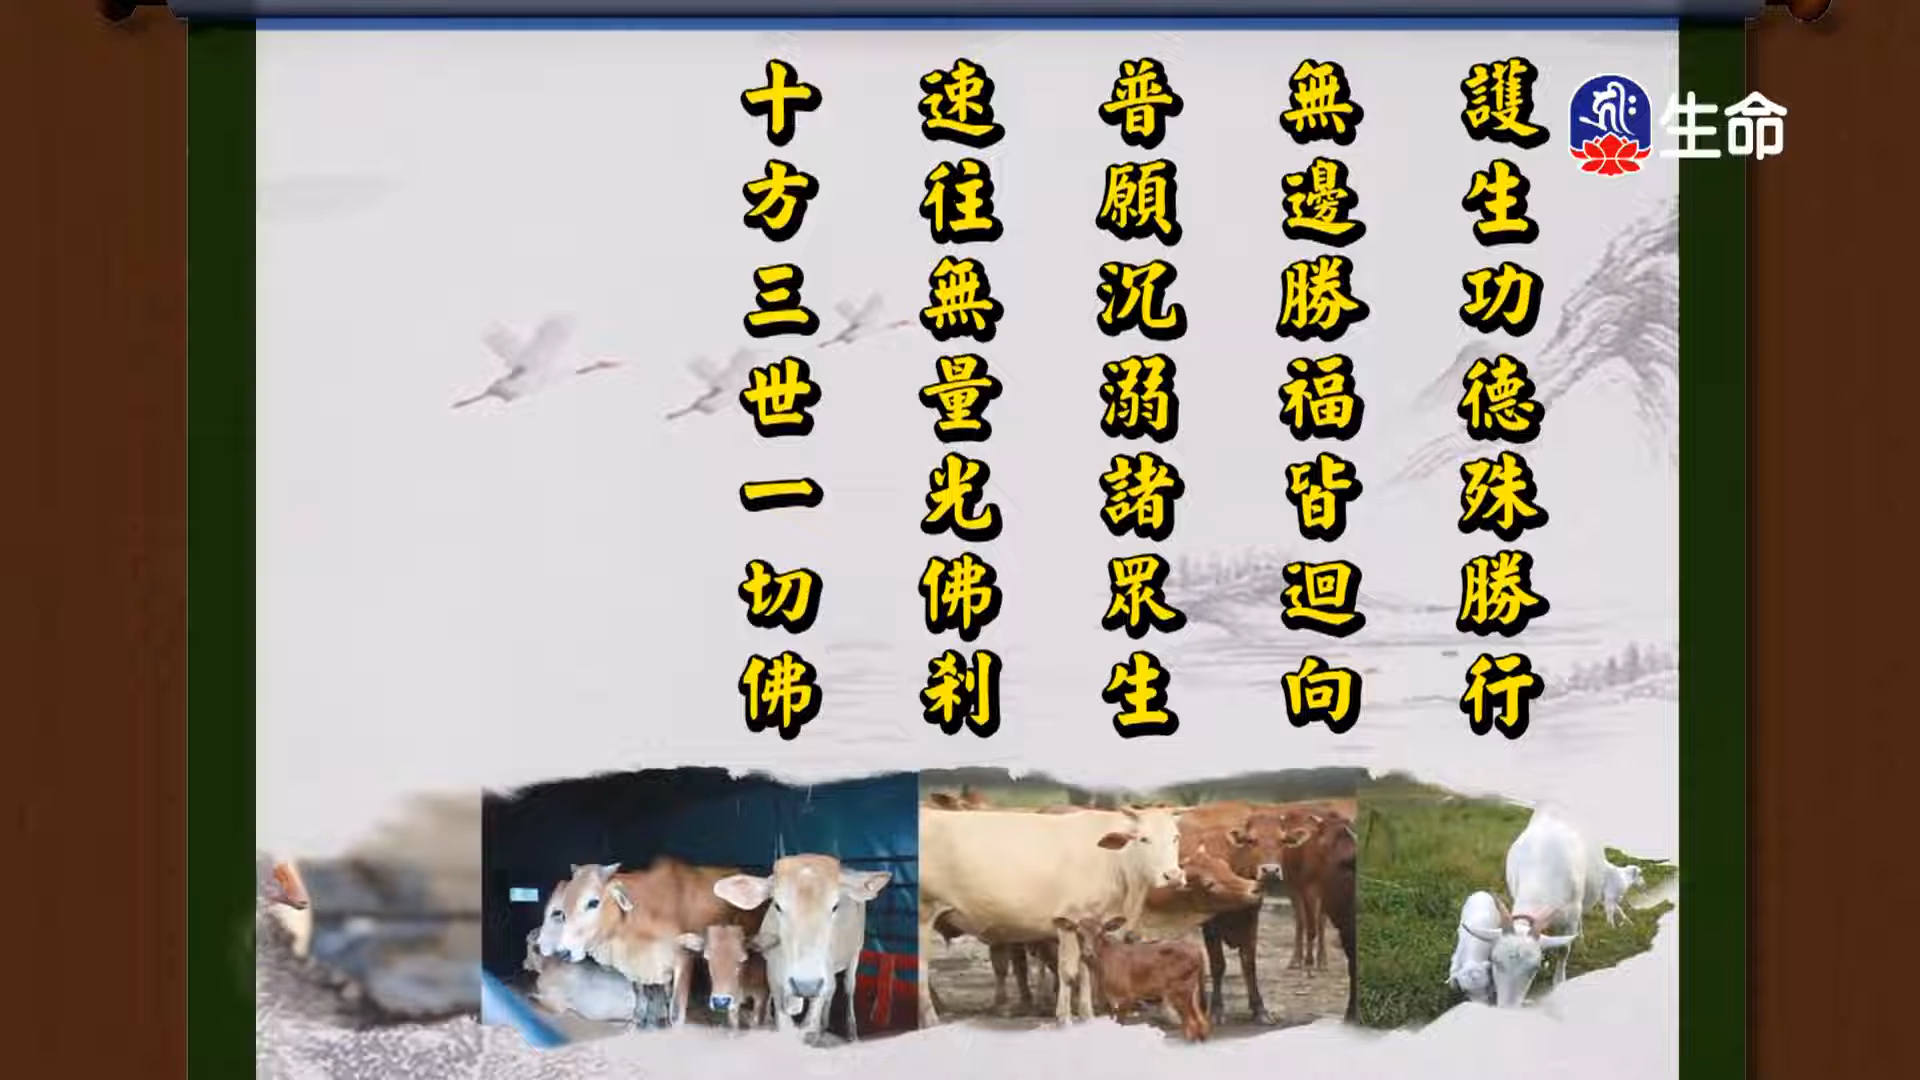 護生功德殊勝行
無邊勝福皆迴向
普願沉溺諸眾生
速往無量光佛剎
十方三世一切佛
生命